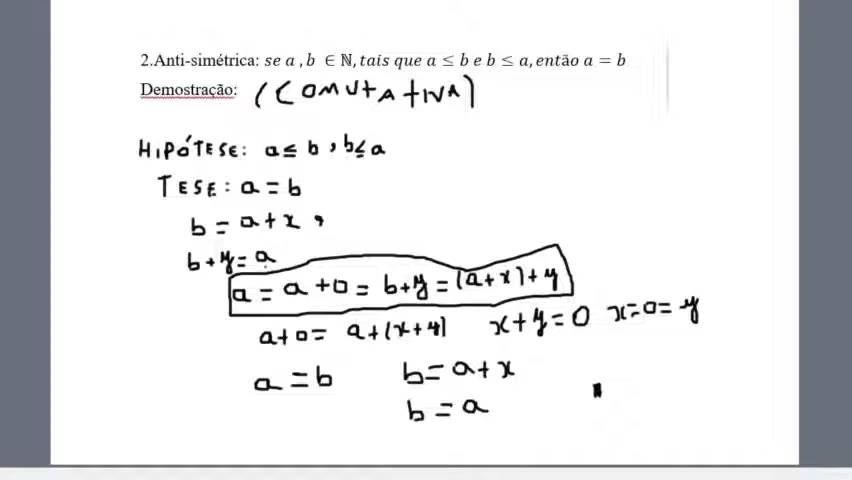 2.Anti-simétrica: se a , b ∈ ℕ, tais que a ≤ b e b ≤ a, então a = b
Demostração: (COMUTATIVA)
HIPÓTESE: a ≤ b , b ≤ a
TESE: a = b
b = a + x ,
b + y = a
a = a + 0 = b + y = (a + x) + y
a + 0 = a + (x + y) x + y = 0 x = 0 = y
a = b b = a + x
b = a